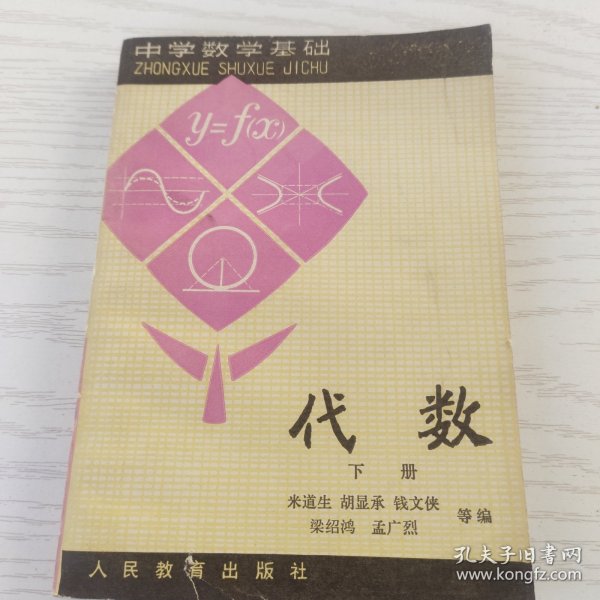 中学数学基础
ZHONGXUE SHUXUE JICHU
y=f(x)
代数
下册
米道生 胡显承 钱文侠
梁绍鸿 孟广烈 等编
人民教育出版社
孔夫子旧书网
www.kongfz.com